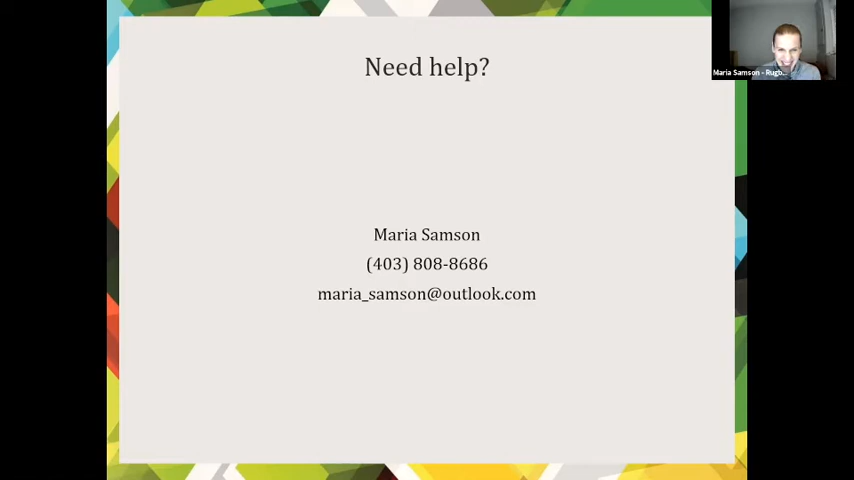 Need help?
Maria Samson - Rugb...
Maria Samson
(403) 808-8686
maria_samson@outlook.com